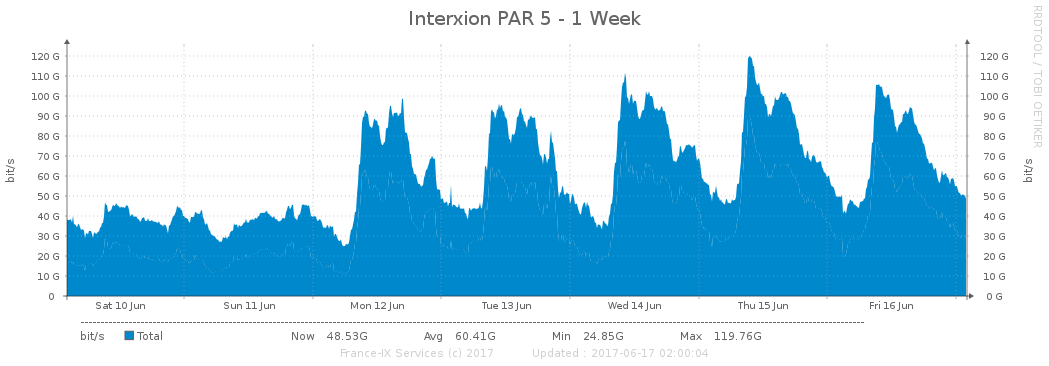 Interxion PAR 5 - 1 Week
RRDTOOL / TOBI OETIKER
bit/s
120 G 120 G
110 G 110 G
100 G 100 G
90 G 90 G
80 G 80 G
70 G 70 G
60 G 60 G
50 G 50 G
40 G 40 G
30 G 30 G
20 G 20 G
10 G 10 G
0 0 G
bit/s
Sat 10 Jun Sun 11 Jun Mon 12 Jun Tue 13 Jun Wed 14 Jun Thu 15 Jun Fri 16 Jun
bit/s Total Now 48.53G Avg 60.41G Min 24.85G Max 119.76G
France-IX Services (c) 2017 Updated : 2017-06-17 02:00:04